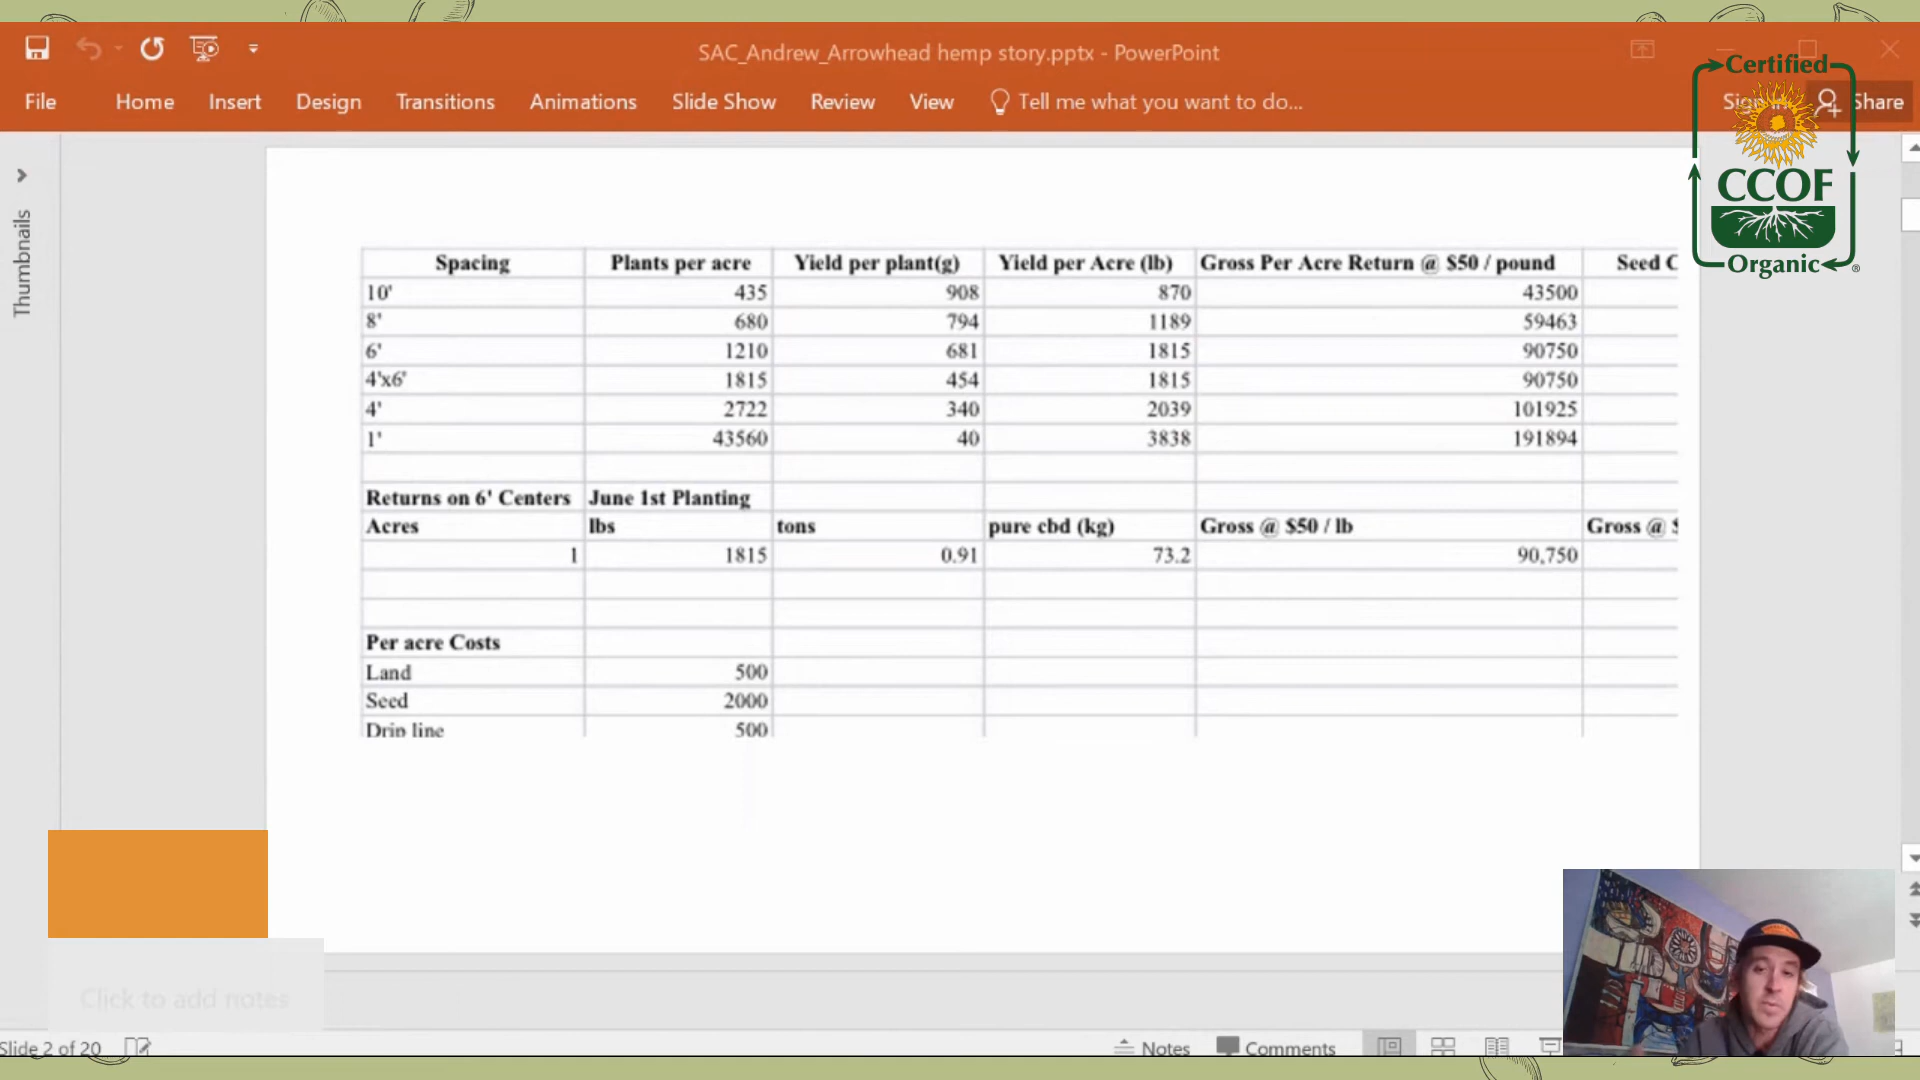 SAC_Andrew_Arrowhead hemp story.pptx - PowerPoint
File Home Insert Design Transitions Animations Slide Show Review View Tell me what you want to do... Share
Certified
CCOF
Organic
®
Thumbnails
Spacing Plants per acre Yield per plant(g) Yield per Acre (lb) Gross Per Acre Return @ $50 / pound Seed C
10' 435 908 870 43500
8' 680 794 1189 59463
6' 1210 681 1815 90750
4'x6' 1815 454 1815 90750
4' 2722 340 2039 101925
1' 43560 40 3838 191894
Returns on 6' Centers June 1st Planting
Acres lbs tons pure cbd (kg) Gross @ $50 / lb Gross @ $
1 1815 0.91 73.2 90,750
Per acre Costs
Land 500
Seed 2000
Drip line 500
Click to add notes
Slide 2 of 20 Notes Comments